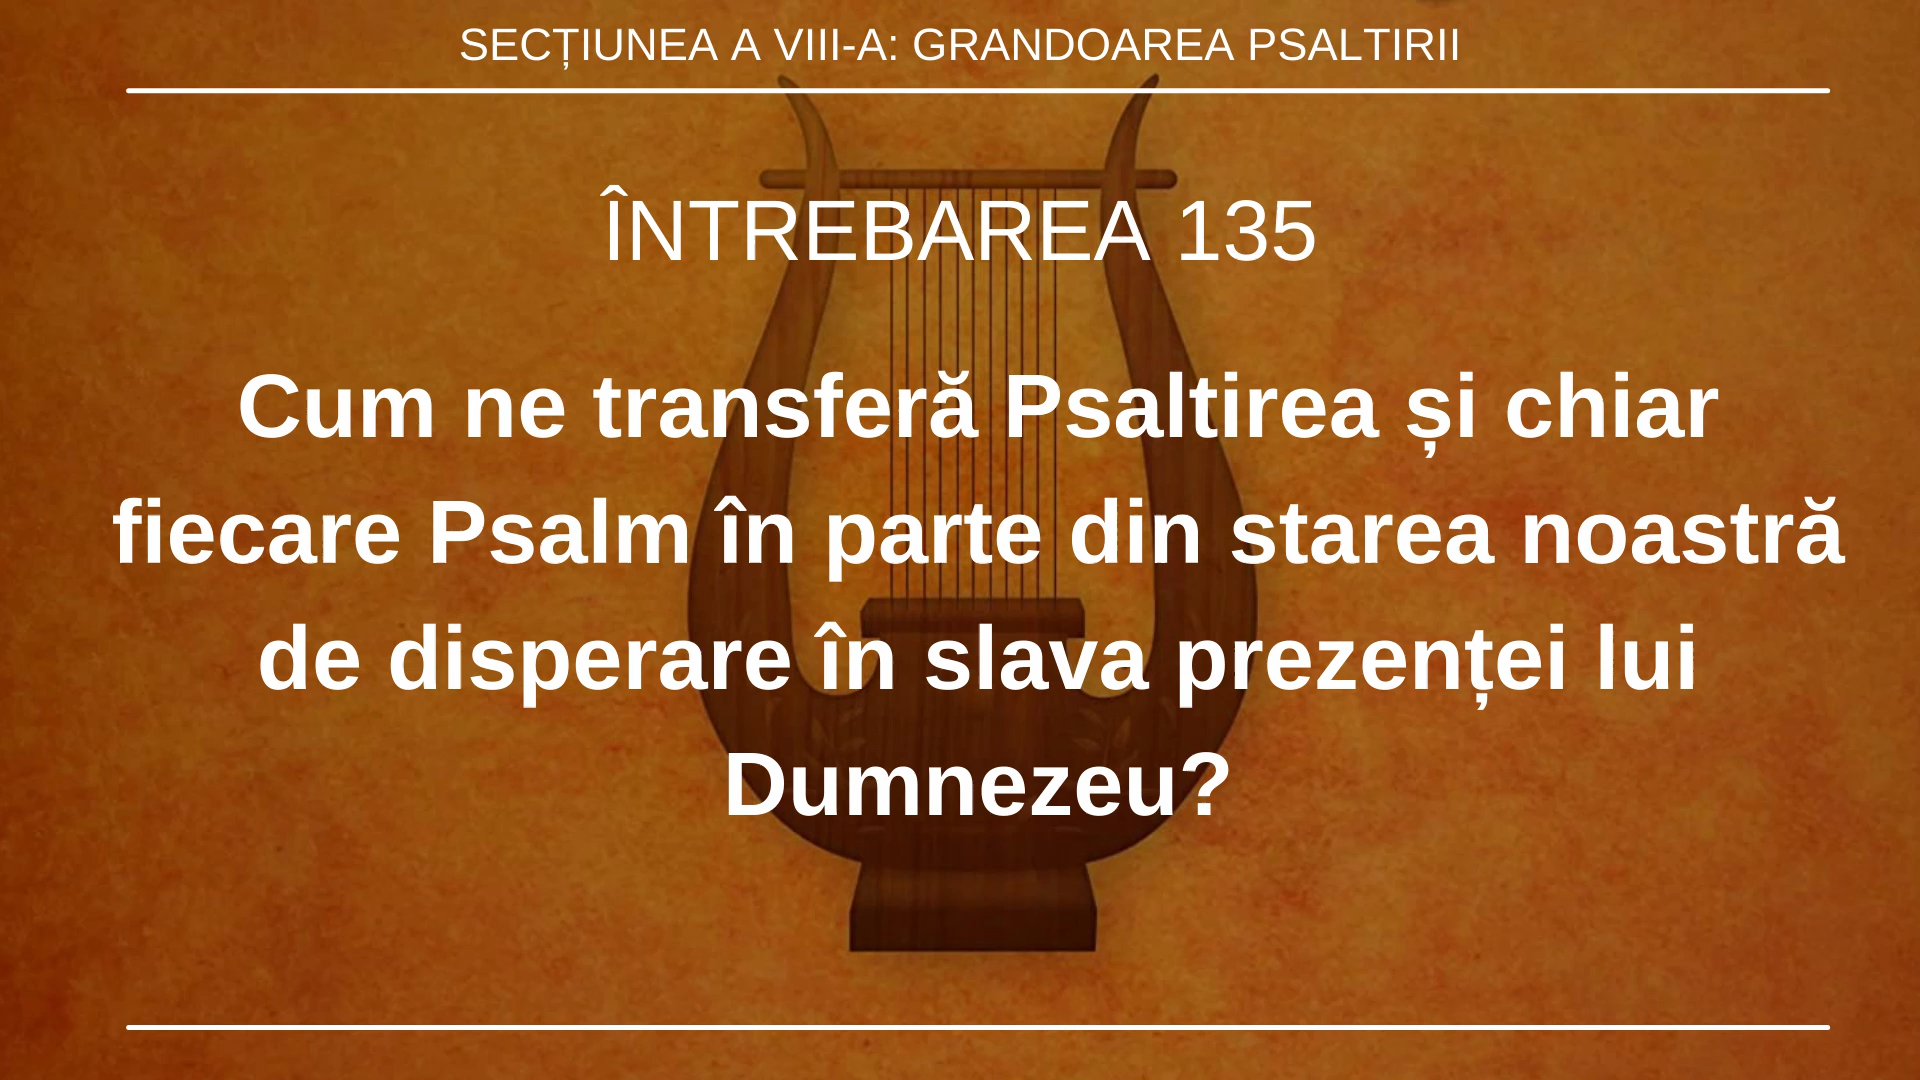 SECȚIUNEA A VIII-A: GRANDOAREA PSALTIRII
ÎNTREBAREA 135
Cum ne transferă Psaltirea și chiar
fiecare Psalm în parte din starea noastră
de disperare în slava prezenței lui
Dumnezeu?